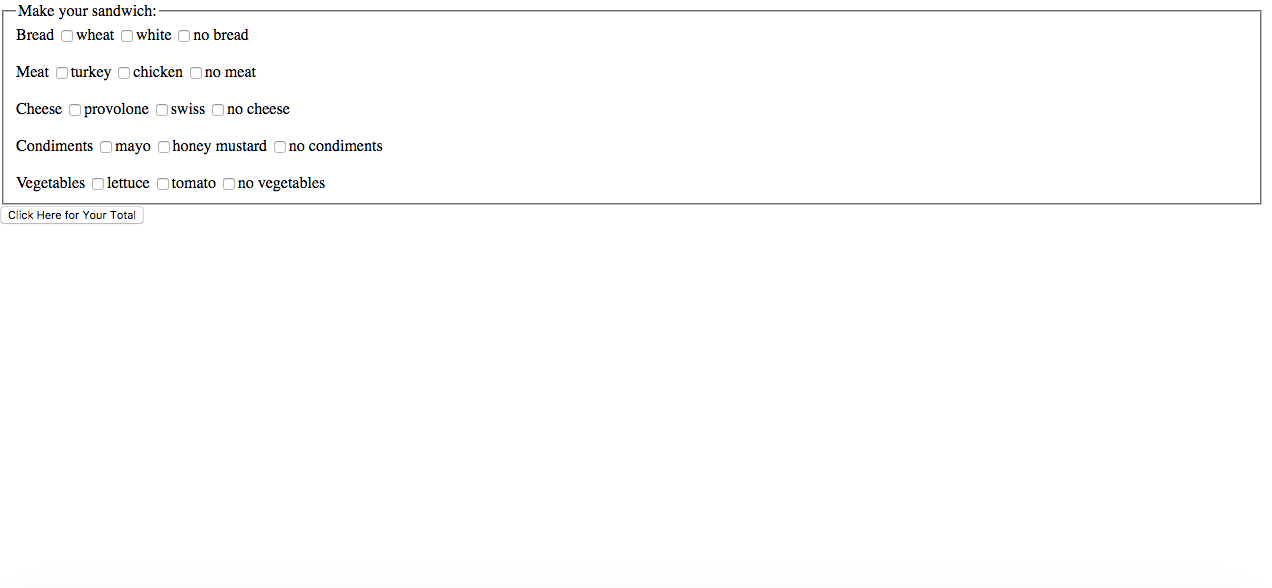 Make your sandwich:
Bread wheat white no bread
Meat turkey chicken no meat
Cheese provolone swiss no cheese
Condiments mayo honey mustard no condiments
Vegetables lettuce tomato no vegetables
Click Here for Your Total